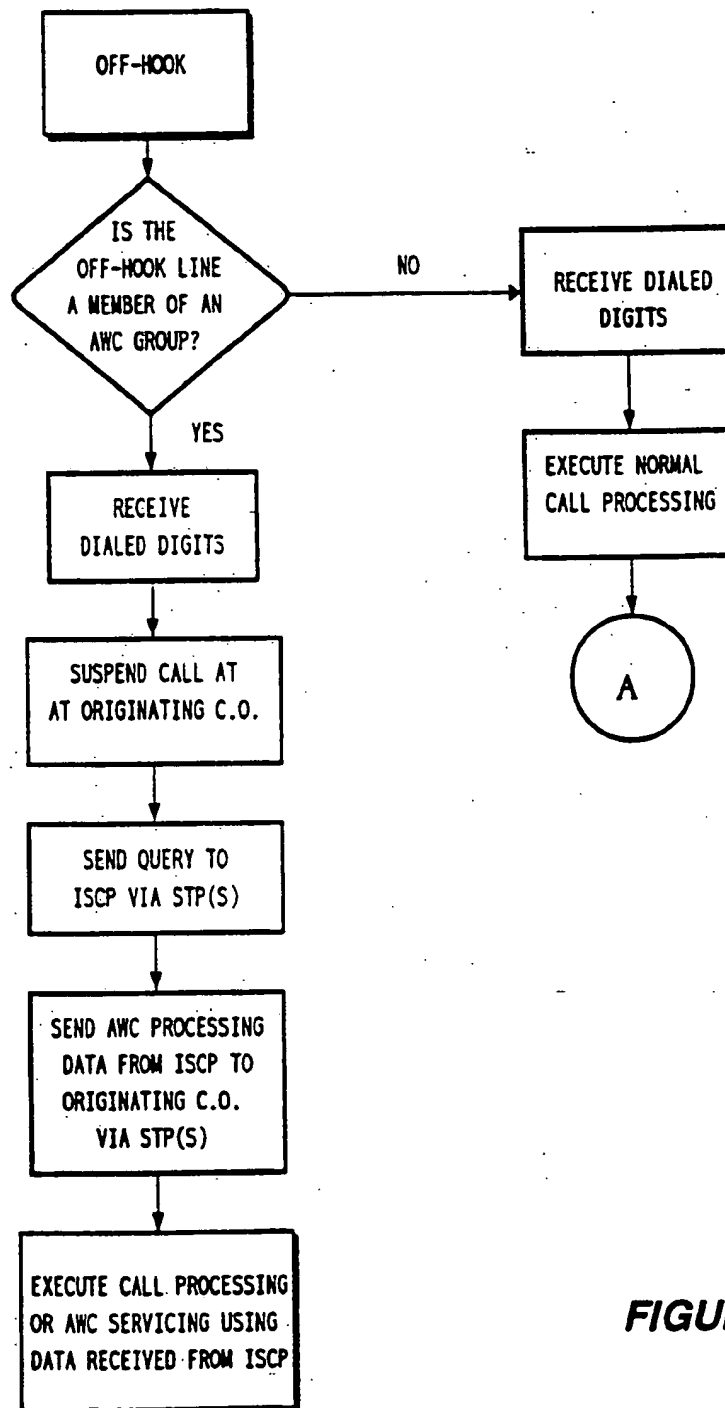 OFF-HOOK
IS THE
OFF-HOOK LINE
A MEMBER OF AN
AWC GROUP?
NO
RECEIVE DIALED
DIGITS
EXECUTE NORMAL
CALL PROCESSING
A
YES
RECEIVE
DIALED DIGITS
SUSPEND CALL AT
AT ORIGINATING C.O.
SEND QUERY TO
ISCP VIA STP(S)
SEND AWC PROCESSING
DATA FROM ISCP TO
ORIGINATING C.O.
VIA STP(S)
EXECUTE CALL PROCESSING
OR AWC SERVICING USING
DATA RECEIVED FROM ISCP